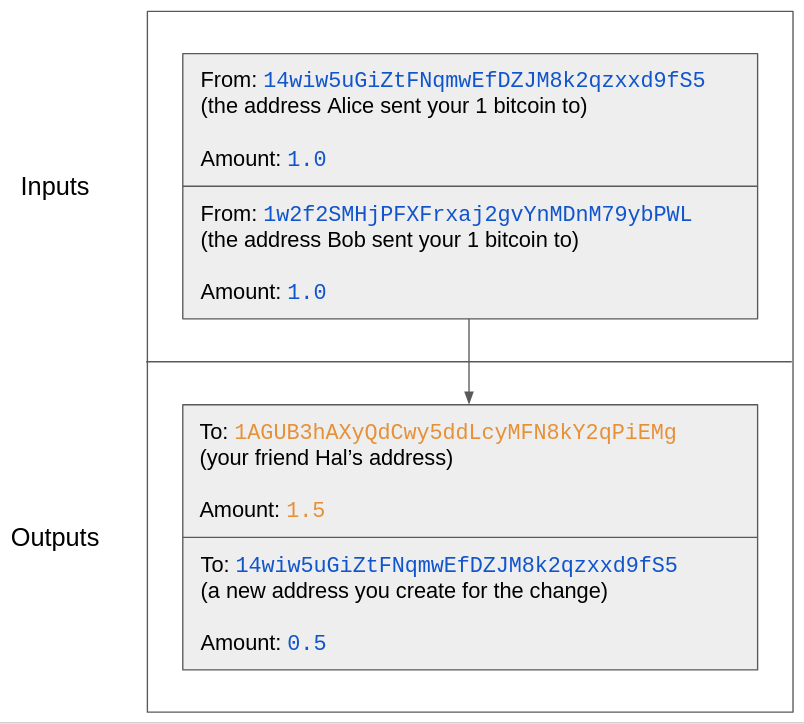 Inputs
From: 14wiw5uGiZtFNqmwEfDZJM8k2qzxxd9fS5
(the address Alice sent your 1 bitcoin to)
Amount: 1.0
From: 1w2f2SMHjPFXFrxaj2gvYnMDnM79ybPWL
(the address Bob sent your 1 bitcoin to)
Amount: 1.0
Outputs
To: 1AGUB3hAXyQdCwy5ddLcyMFN8kY2qPiEMg
(your friend Hal’s address)
Amount: 1.5
To: 14wiw5uGiZtFNqmwEfDZJM8k2qzxxd9fS5
(a new address you create for the change)
Amount: 0.5